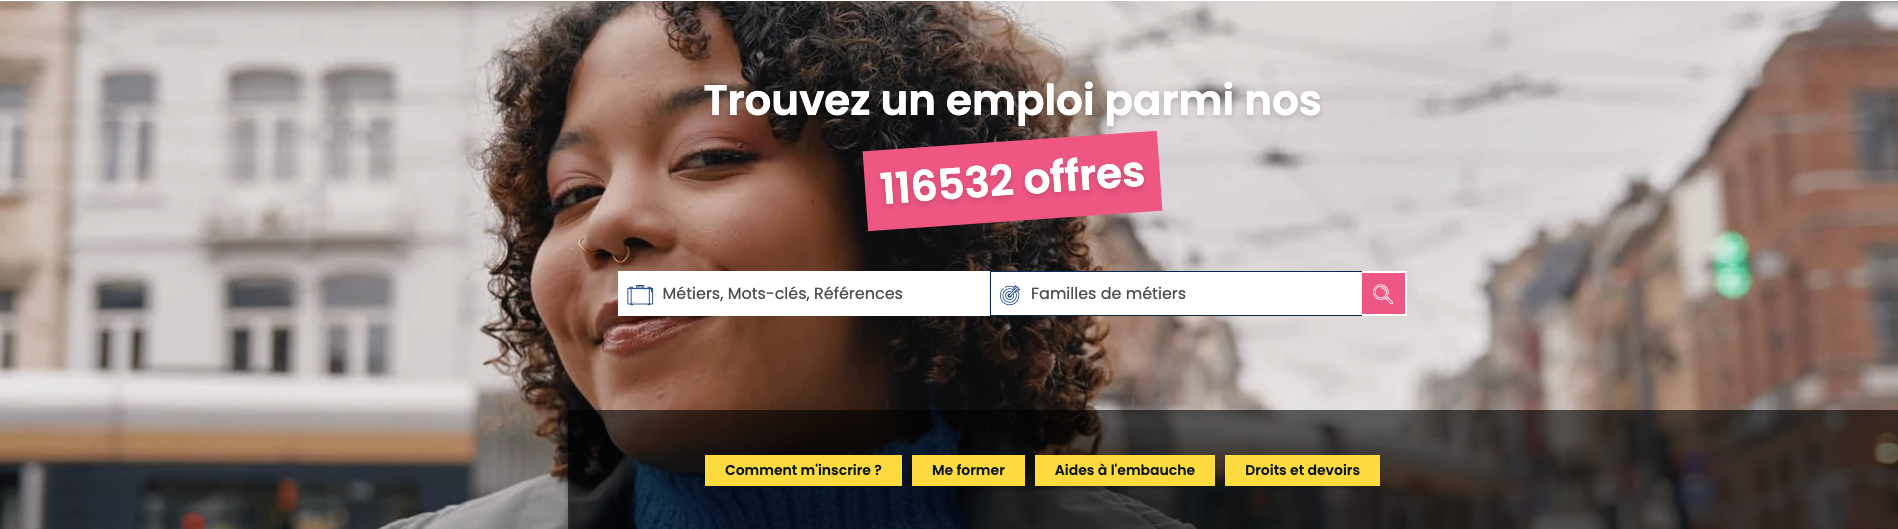 Trouvez un emploi parmi nos
116532 offres
Métiers, Mots-clés, Références
Familles de métiers
Comment m'inscrire ?
Me former
Aides à l'embauche
Droits et devoirs